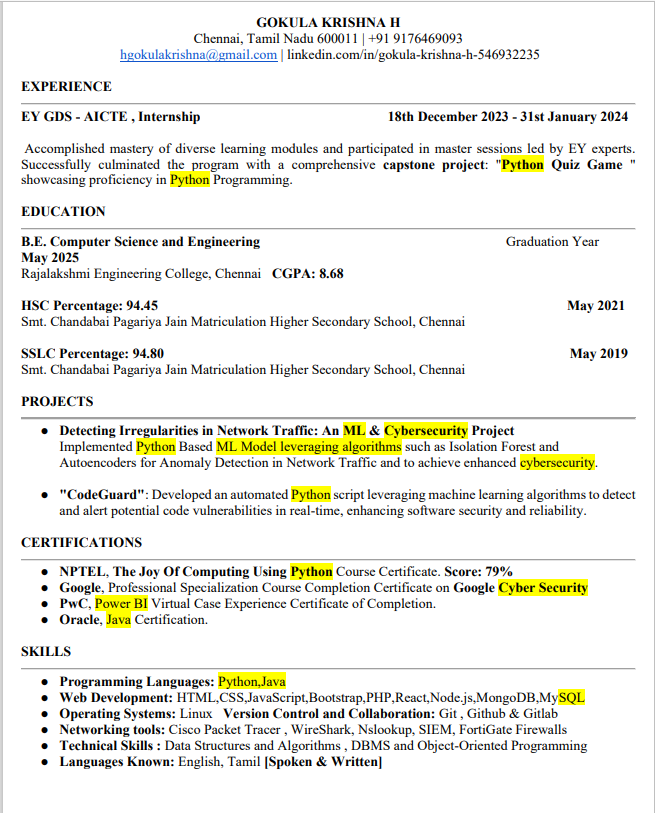 GOKULA KRISHNA H
Chennai, Tamil Nadu 600011 | +91 9176469093
hgokulakrishna@gmail.com | linkedin.com/in/gokula-krishna-h-546932235
EXPERIENCE
EY GDS - AICTE , Internship 18th December 2023 - 31st January 2024
Accomplished mastery of diverse learning modules and participated in master sessions led by EY experts.
Successfully culminated the program with a comprehensive capstone project: "Python Quiz Game "
showcasing proficiency in Python Programming.
EDUCATION
B.E. Computer Science and Engineering Graduation Year
May 2025
Rajalakshmi Engineering College, Chennai CGPA: 8.68
HSC Percentage: 94.45 May 2021
Smt. Chandabai Pagariya Jain Matriculation Higher Secondary School, Chennai
SSLC Percentage: 94.80 May 2019
Smt. Chandabai Pagariya Jain Matriculation Higher Secondary School, Chennai
PROJECTS
● Detecting Irregularities in Network Traffic: An ML & Cybersecurity Project
Implemented Python Based ML Model leveraging algorithms such as Isolation Forest and
Autoencoders for Anomaly Detection in Network Traffic and to achieve enhanced cybersecurity.
● "CodeGuard": Developed an automated Python script leveraging machine learning algorithms to detect
and alert potential code vulnerabilities in real-time, enhancing software security and reliability.
CERTIFICATIONS
● NPTEL, The Joy Of Computing Using Python Course Certificate. Score: 79%
● Google, Professional Specialization Course Completion Certificate on Google Cyber Security
● PwC, Power BI Virtual Case Experience Certificate of Completion.
● Oracle, Java Certification.
SKILLS
● Programming Languages: Python,Java
● Web Development: HTML,CSS,JavaScript,Bootstrap,PHP,React,Node.js,MongoDB,MySQL
● Operating Systems: Linux Version Control and Collaboration: Git , Github & Gitlab
● Networking tools: Cisco Packet Tracer , WireShark, Nslookup, SIEM, FortiGate Firewalls
● Technical Skills : Data Structures and Algorithms , DBMS and Object-Oriented Programming
● Languages Known: English, Tamil [Spoken & Written]